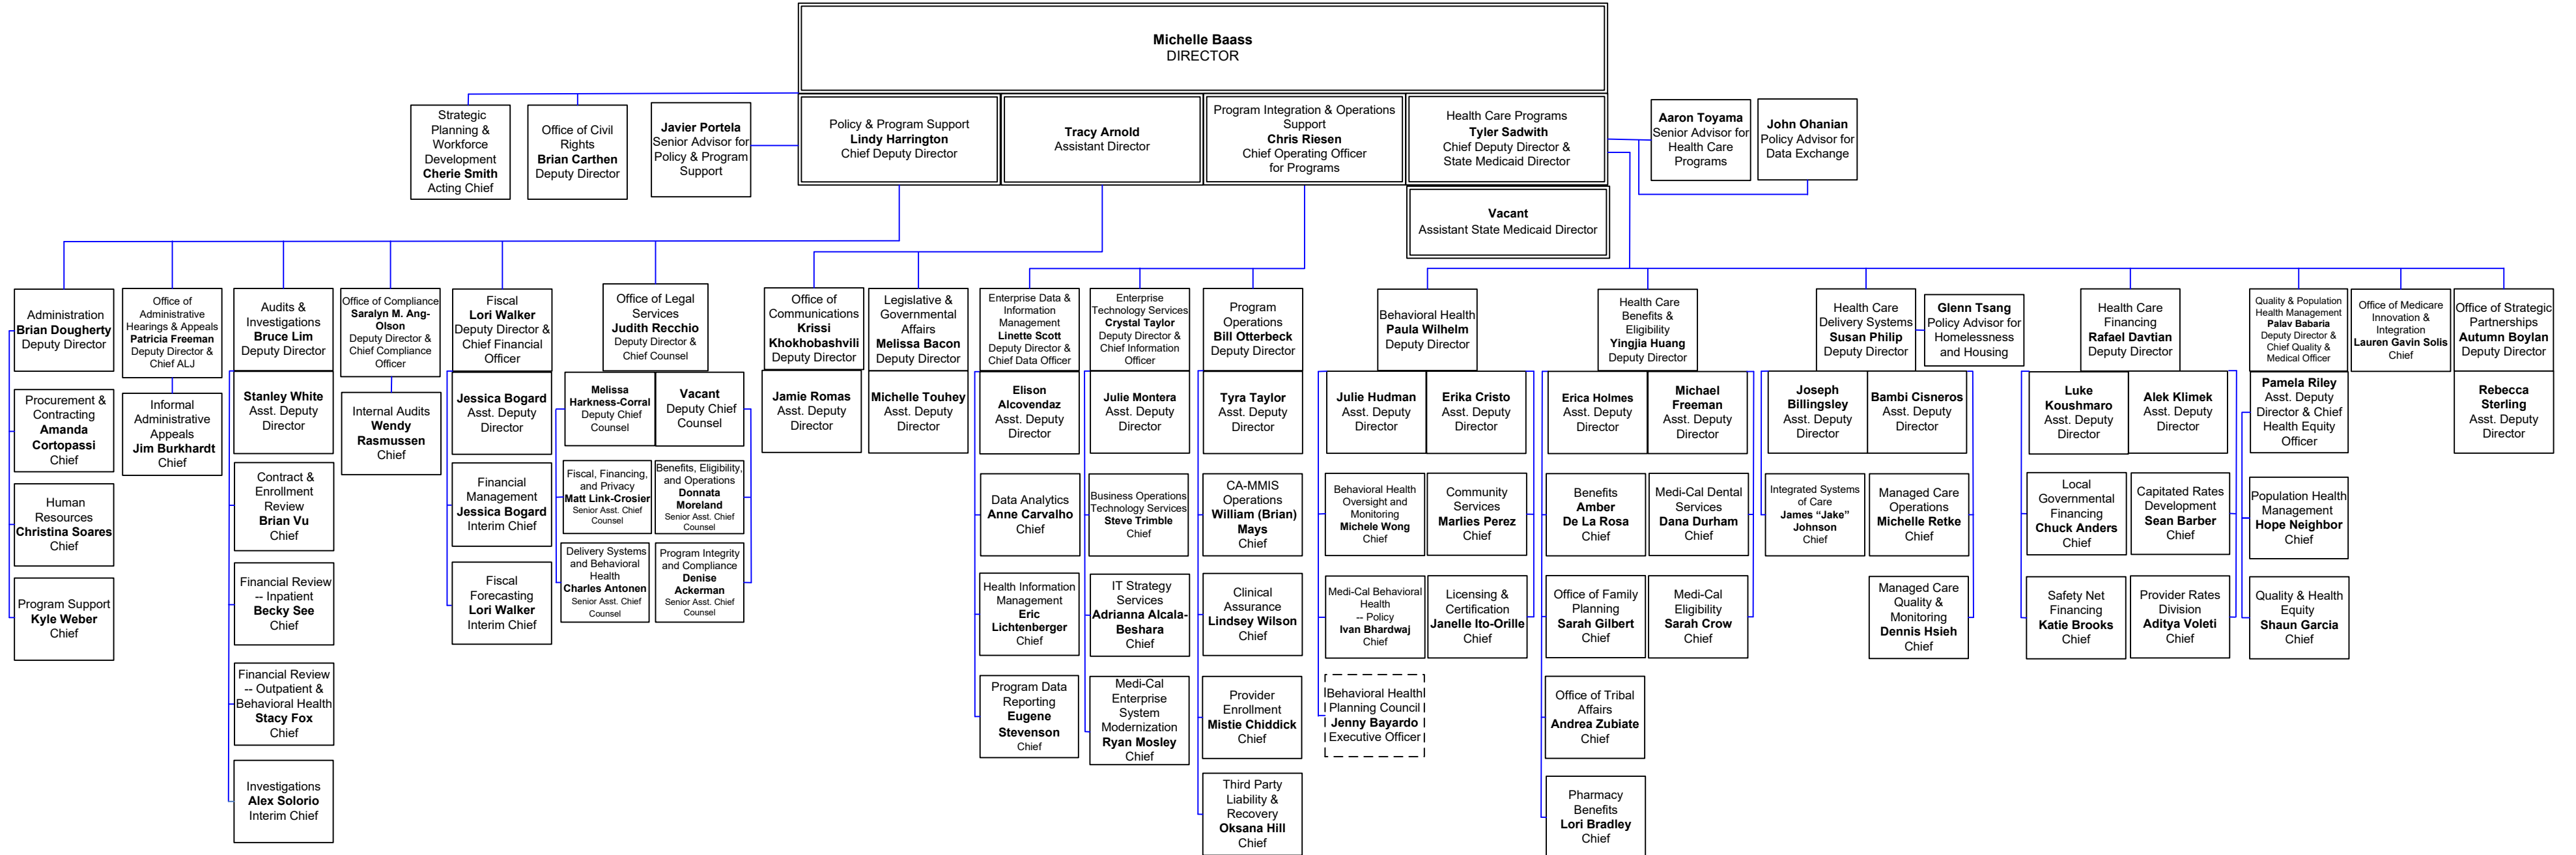 Michelle Baass
DIRECTOR
Strategic
Planning &
Workforce
Development
Cherie Smith
Acting Chief
Office of Civil
Rights
Brian Carthen
Deputy Director
Javier Portela
Senior Advisor for
Policy & Program
Support
Policy & Program Support
Lindy Harrington
Chief Deputy Director
Tracy Arnold
Assistant Director
Program Integration & Operations
Support
Chris Riesen
Chief Operating Officer
for Programs
Health Care Programs
Tyler Sadwith
Chief Deputy Director &
State Medicaid Director
Aaron Toyama
Senior Advisor for
Health Care
Programs
John Ohanian
Policy Advisor for
Data Exchange
Vacant
Assistant State Medicaid Director
Administration
Brian Dougherty
Deputy Director
Procurement &
Contracting
Amanda
Cortopassi
Chief
Human
Resources
Christina Soares
Chief
Program Support
Kyle Weber
Chief
Office of
Administrative
Hearings & Appeals
Patricia Freeman
Deputy Director &
Chief ALJ
Informal
Administrative
Appeals
Jim Burkhardt
Chief
Audits &
Investigations
Bruce Lim
Deputy Director
Stanley White
Asst. Deputy
Director
Contract &
Enrollment
Review
Brian Vu
Chief
Financial Review
-- Inpatient
Becky See
Chief
Financial Review
-- Outpatient &
Behavioral Health
Stacy Fox
Chief
Investigations
Alex Solorio
Interim Chief
Office of Compliance
Saralyn M. Ang-
Olson
Deputy Director &
Chief Compliance
Officer
Internal Audits
Wendy
Rasmussen
Chief
Fiscal
Lori Walker
Deputy Director &
Chief Financial
Officer
Jessica Bogard
Asst. Deputy
Director
Financial
Management
Jessica Bogard
Interim Chief
Fiscal
Forecasting
Lori Walker
Interim Chief
Office of Legal
Services
Judith Recchio
Deputy Director &
Chief Counsel
Melissa
Harkness-Corral
Deputy Chief
Counsel
Vacant
Deputy Chief
Counsel
Fiscal, Financing,
and Privacy
Matt Link-Crosier
Senior Asst. Chief
Counsel
Benefits, Eligibility,
and Operations
Donnata
Moreland
Senior Asst. Chief
Counsel
Delivery Systems
and Behavioral
Health
Charles Antonen
Senior Asst. Chief
Counsel
Program Integrity
and Compliance
Denise
Ackerman
Senior Asst. Chief
Counsel
Office of
Communications
Krissi
Khokhobashvili
Deputy Director
Jamie Romas
Asst. Deputy
Director
Legislative &
Governmental
Affairs
Melissa Bacon
Deputy Director
Michelle Touhey
Asst. Deputy
Director
Enterprise Data &
Information
Management
Linette Scott
Deputy Director &
Chief Data Officer
Elison
Alcovendaz
Asst. Deputy
Director
Data Analytics
Anne Carvalho
Chief
Health Information
Management
Eric
Lichtenberger
Chief
Program Data
Reporting
Eugene
Stevenson
Chief
Enterprise
Technology Services
Crystal Taylor
Deputy Director &
Chief Information
Officer
Julie Montera
Asst. Deputy
Director
Business Operations
Technology Services
Steve Trimble
Chief
IT Strategy
Services
Adrianna Alcala-
Beshara
Chief
Medi-Cal
Enterprise
System
Modernization
Ryan Mosley
Chief
Program
Operations
Bill Otterbeck
Deputy Director
Tyra Taylor
Asst. Deputy
Director
CA-MMIS
Operations
William (Brian)
Mays
Chief
Clinical
Assurance
Lindsey Wilson
Chief
Provider
Enrollment
Mistie Chiddick
Chief
Third Party
Liability &
Recovery
Oksana Hill
Chief
Behavioral Health
Paula Wilhelm
Deputy Director
Julie Hudman
Asst. Deputy
Director
Erika Cristo
Asst. Deputy
Director
Behavioral Health
Oversight and
Monitoring
Michele Wong
Chief
Community
Services
Marlies Perez
Chief
Medi-Cal Behavioral
Health
-- Policy
Ivan Bhardwaj
Chief
Licensing &
Certification
Janelle Ito-Orille
Chief
Behavioral Health
Planning Council
Jenny Bayardo
Executive Officer
Health Care
Benefits &
Eligibility
Yingjia Huang
Deputy Director
Erica Holmes
Asst. Deputy
Director
Michael
Freeman
Asst. Deputy
Director
Benefits
Amber
De La Rosa
Chief
Medi-Cal Dental
Services
Dana Durham
Chief
Office of Family
Planning
Sarah Gilbert
Chief
Medi-Cal
Eligibility
Sarah Crow
Chief
Office of Tribal
Affairs
Andrea Zubiate
Chief
Pharmacy
Benefits
Lori Bradley
Chief
Health Care
Delivery Systems
Susan Philip
Deputy Director
Glenn Tsang
Policy Advisor for
Homelessness
and Housing
Joseph
Billingsley
Asst. Deputy
Director
Bambi Cisneros
Asst. Deputy
Director
Integrated Systems
of Care
James “Jake”
Johnson
Chief
Managed Care
Operations
Michelle Retke
Chief
Managed Care
Quality &
Monitoring
Dennis Hsieh
Chief
Health Care
Financing
Rafael Davtian
Deputy Director
Luke
Koushmaro
Asst. Deputy
Director
Alek Klimek
Asst. Deputy
Director
Local
Governmental
Financing
Chuck Anders
Chief
Capitated Rates
Development
Sean Barber
Chief
Safety Net
Financing
Katie Brooks
Chief
Provider Rates
Division
Aditya Voleti
Chief
Quality & Population
Health Management
Palav Babaria
Deputy Director &
Chief Quality &
Medical Officer
Pamela Riley
Asst. Deputy
Director & Chief
Health Equity
Officer
Population Health
Management
Hope Neighbor
Chief
Quality & Health
Equity
Shaun Garcia
Chief
Office of Medicare
Innovation &
Integration
Lauren Gavin Solis
Chief
Office of Strategic
Partnerships
Autumn Boylan
Deputy Director
Rebecca
Sterling
Asst. Deputy
Director